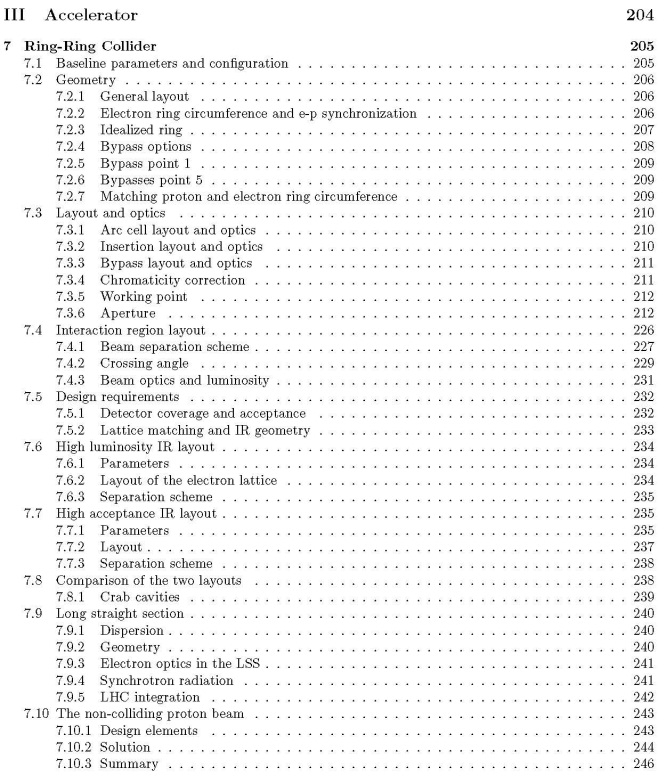 III Accelerator 204
7 Ring-Ring Collider 205
7.1 Baseline parameters and configuration . . . . . . . . . . 205
7.2 Geometry . . . . . . . . . . 206
7.2.1 General layout . . . . . . . . . . 206
7.2.2 Electron ring circumference and e-p synchronization . . . . . . . . . . 206
7.2.3 Idealized ring . . . . . . . . . . 207
7.2.4 Bypass options . . . . . . . . . . 208
7.2.5 Bypass point 1 . . . . . . . . . . 209
7.2.6 Bypasses point 5 . . . . . . . . . . 209
7.2.7 Matching proton and electron ring circumference . . . . . . . . . . 209
7.3 Layout and optics . . . . . . . . . . 210
7.3.1 Arc cell layout and optics . . . . . . . . . . 210
7.3.2 Insertion layout and optics . . . . . . . . . . 210
7.3.3 Bypass layout and optics . . . . . . . . . . 211
7.3.4 Chromaticity correction . . . . . . . . . . 211
7.3.5 Working point . . . . . . . . . . 212
7.3.6 Aperture . . . . . . . . . . 212
7.4 Interaction region layout . . . . . . . . . . 226
7.4.1 Beam separation scheme . . . . . . . . . . 227
7.4.2 Crossing angle . . . . . . . . . . 229
7.4.3 Beam optics and luminosity . . . . . . . . . . 231
7.5 Design requirements . . . . . . . . . . 232
7.5.1 Detector coverage and acceptance . . . . . . . . . . 232
7.5.2 Lattice matching and IR geometry . . . . . . . . . . 233
7.6 High luminosity IR layout . . . . . . . . . . 234
7.6.1 Parameters . . . . . . . . . . 234
7.6.2 Layout of the electron lattice . . . . . . . . . . 234
7.6.3 Separation scheme . . . . . . . . . . 235
7.7 High acceptance IR layout . . . . . . . . . . 235
7.7.1 Parameters . . . . . . . . . . 235
7.7.2 Layout . . . . . . . . . . 237
7.7.3 Separation scheme . . . . . . . . . . 238
7.8 Comparison of the two layouts . . . . . . . . . . 238
7.8.1 Crab cavities . . . . . . . . . . 239
7.9 Long straight section . . . . . . . . . . 240
7.9.1 Dispersion . . . . . . . . . . 240
7.9.2 Geometry . . . . . . . . . . 240
7.9.3 Electron optics in the LSS . . . . . . . . . . 241
7.9.4 Synchrotron radiation . . . . . . . . . . 241
7.9.5 LHC integration . . . . . . . . . . 242
7.10 The non-colliding proton beam . . . . . . . . . . 243
7.10.1 Design elements . . . . . . . . . . 243
7.10.2 Solution . . . . . . . . . . 244
7.10.3 Summary . . . . . . . . . . 246